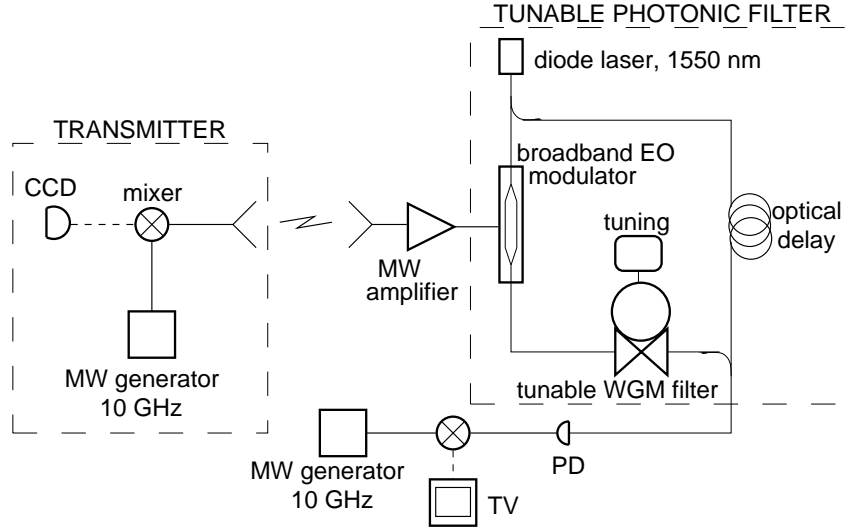 TUNABLE PHOTONIC FILTER
diode laser, 1550 nm
TRANSMITTER
CCD
mixer
broadband EO
modulator
tuning
optical
delay
MW
amplifier
MW generator
10 GHz
tunable WGM filter
MW generator
10 GHz
PD
TV